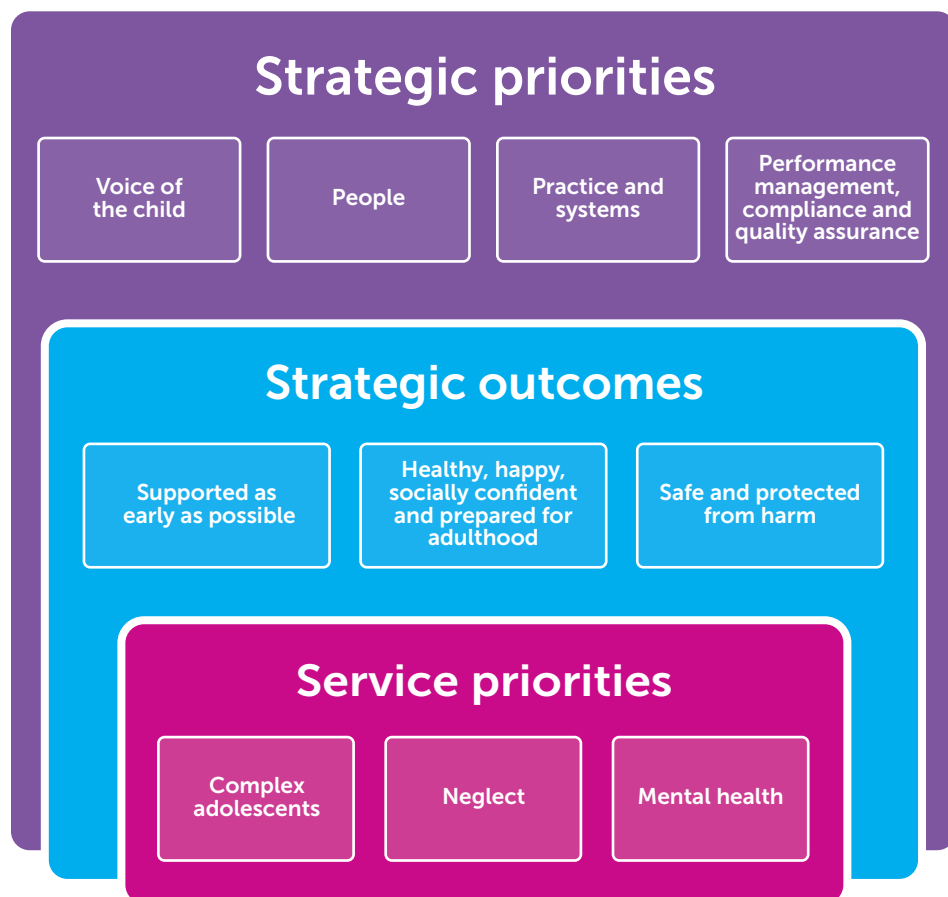 Strategic priorities
Voice of
the child
People
Practice and
systems
Performance
management,
compliance and
quality assurance
Strategic outcomes
Supported as
early as possible
Healthy, happy,
socially confident
and prepared for
adulthood
Safe and protected
from harm
Service priorities
Complex
adolescents
Neglect
Mental health